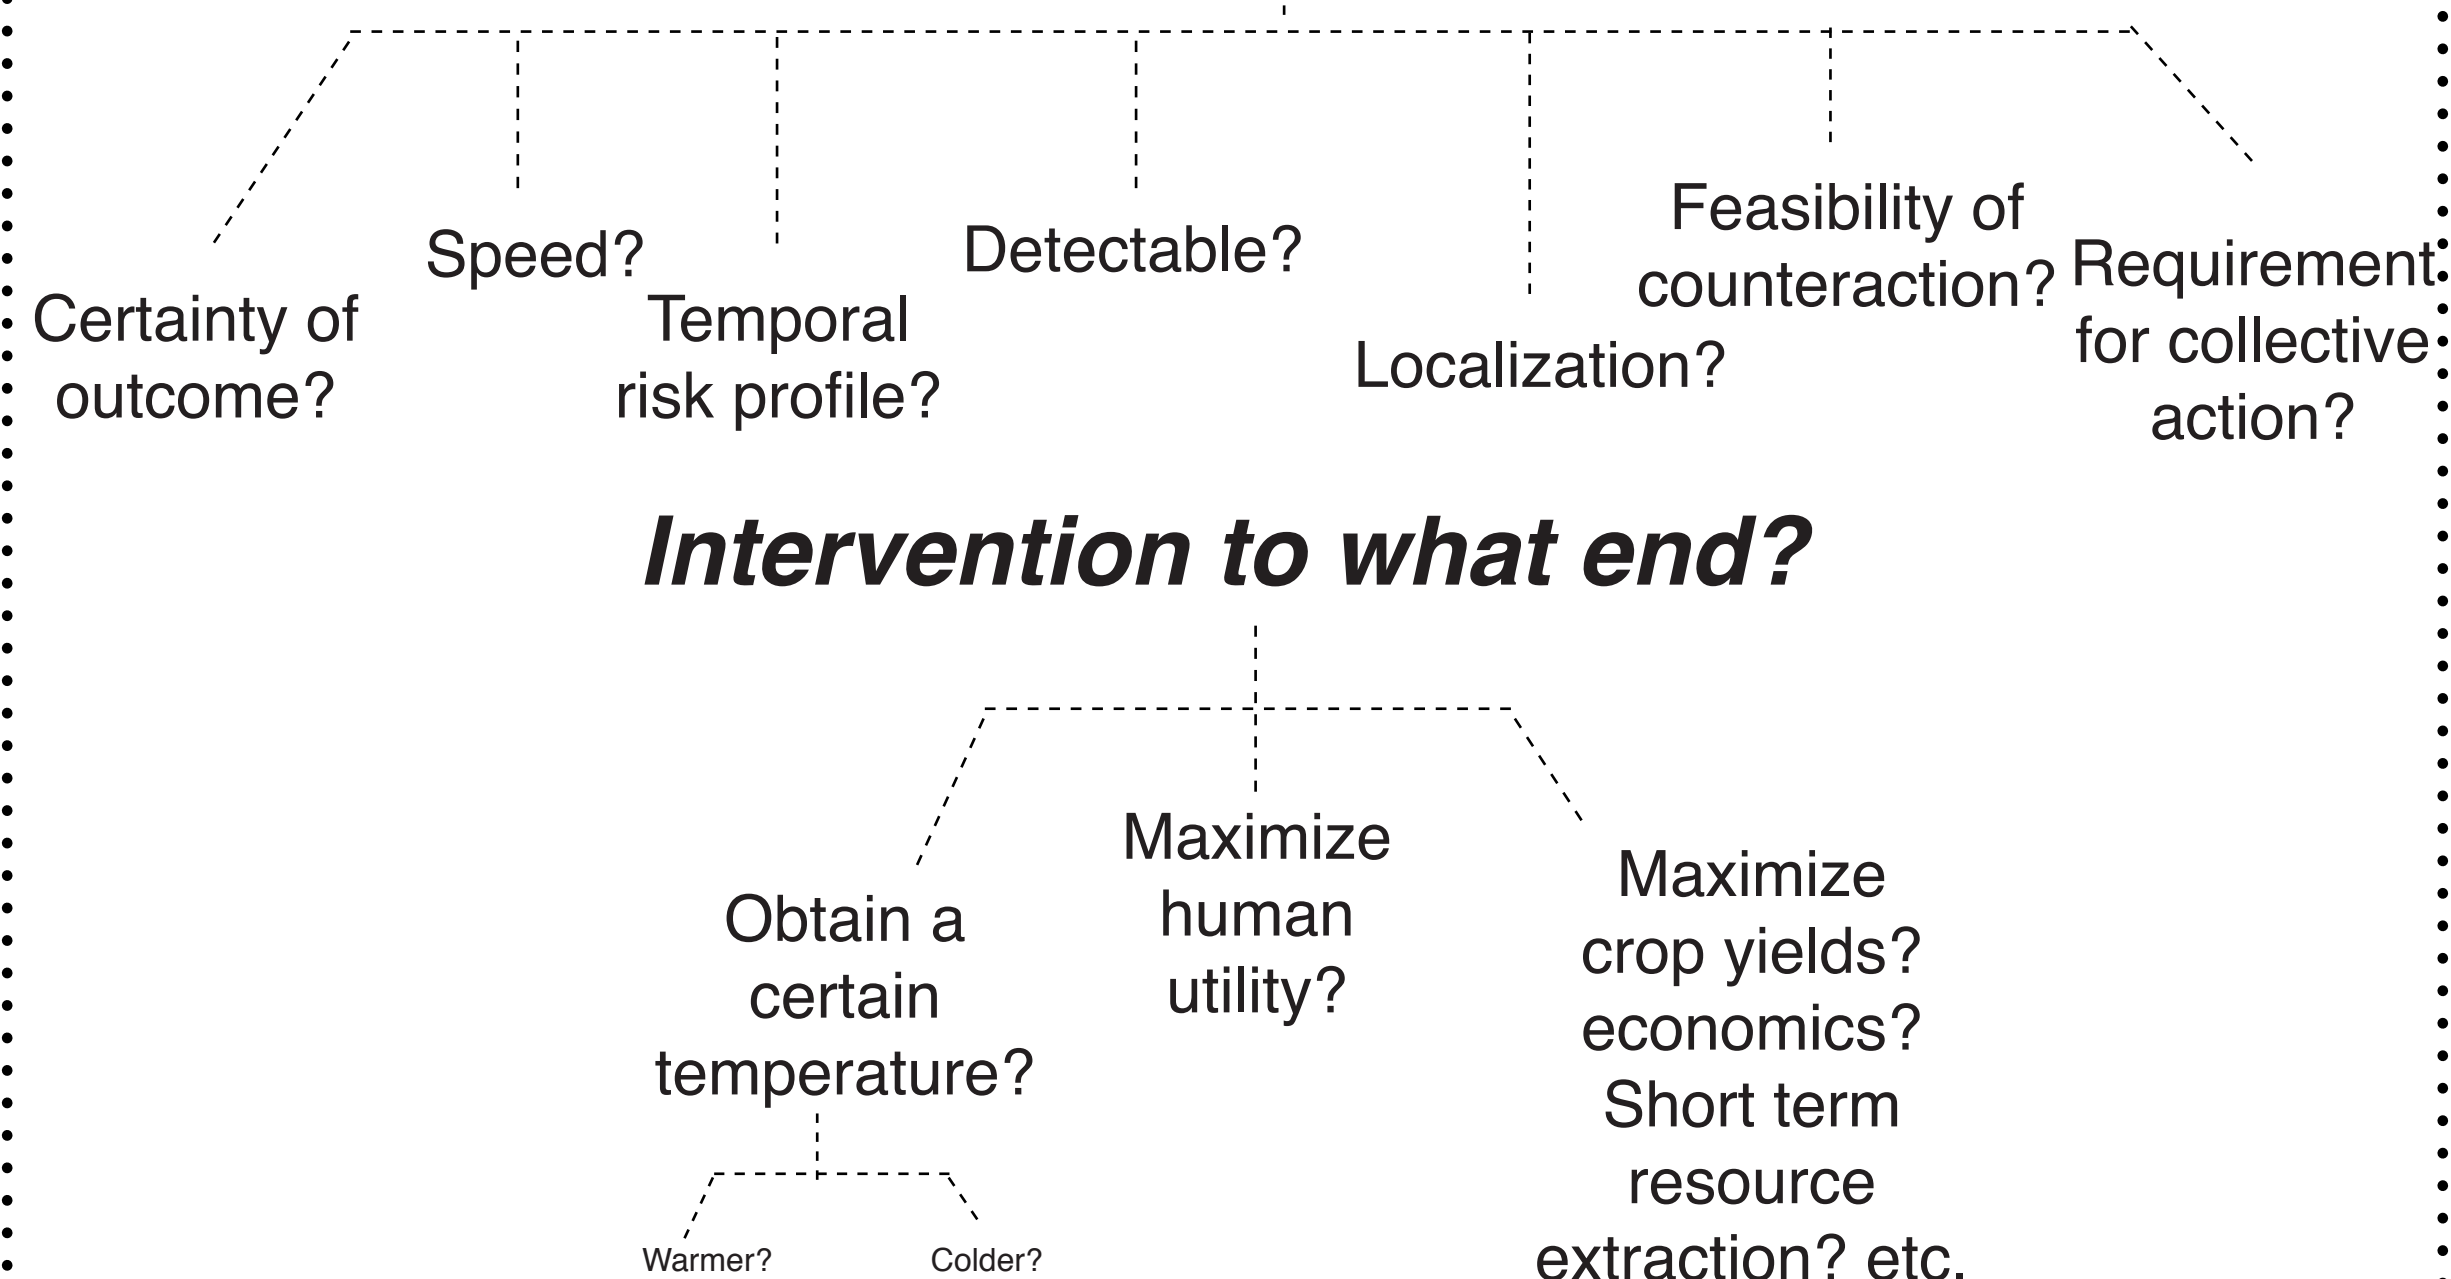 Certainty of
outcome?
Speed?
Temporal
risk profile?
Detectable?
Localization?
Feasibility of
counteraction?
Requirement
for collective
action?
Intervention to what end?
Obtain a
certain
temperature?
Warmer?
Colder?
Maximize
human
utility?
Maximize
crop yields?
economics?
Short term
resource
extraction? etc.